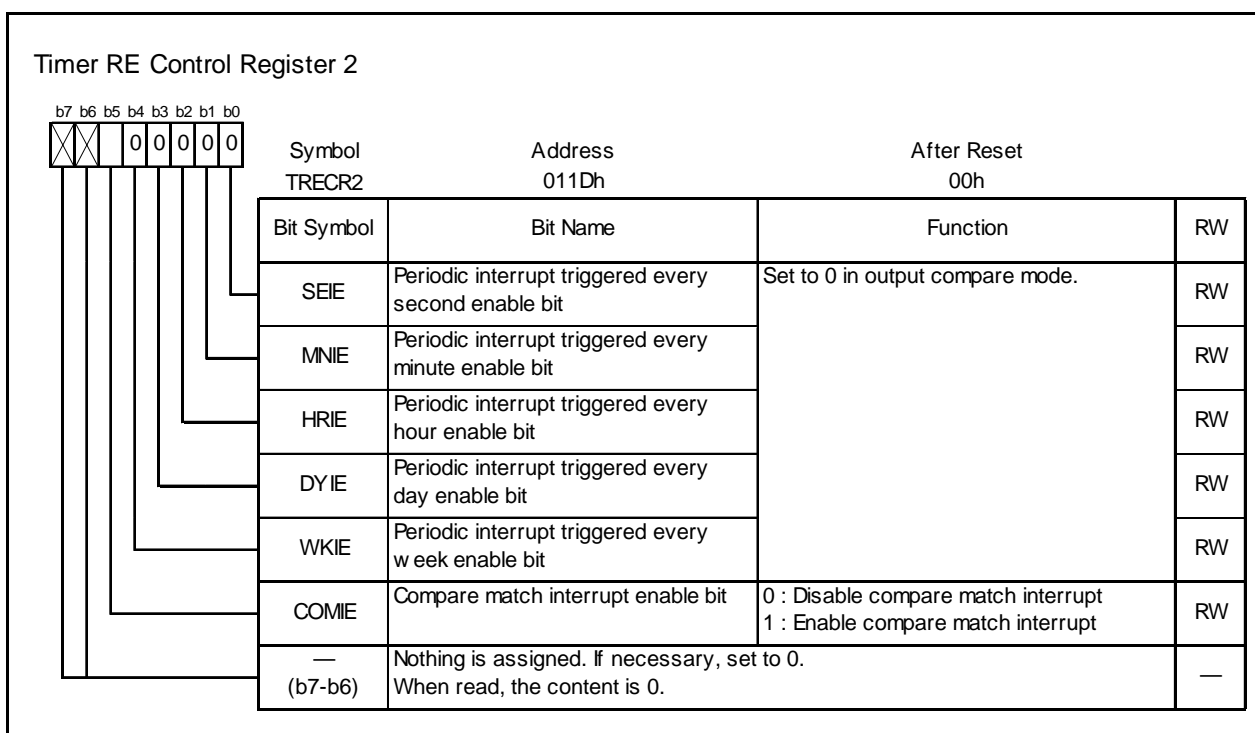 Timer RE Control Register 2
b7 b6 b5 b4 b3 b2 b1 b0
0 0 0 0 0
Symbol Address After Reset
TRECR2 011Dh 00h
Bit Symbol Bit Name Function RW
SEIE Periodic interrupt triggered every
second enable bit Set to 0 in output compare mode. RW
MNIE Periodic interrupt triggered every
minute enable bit RW
HRIE Periodic interrupt triggered every
hour enable bit RW
DYIE Periodic interrupt triggered every
day enable bit RW
WKIE Periodic interrupt triggered every
week enable bit RW
COMIE Compare match interrupt enable bit 0 : Disable compare match interrupt
1 : Enable compare match interrupt RW
— Nothing is assigned. If necessary, set to 0.
(b7-b6) When read, the content is 0. —